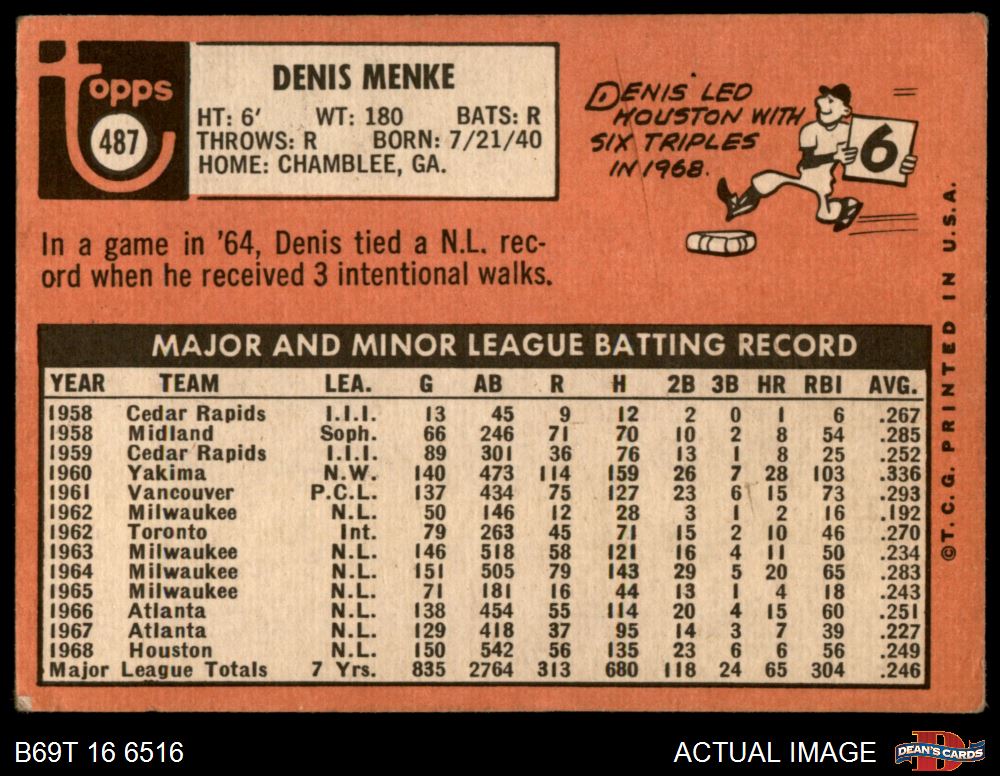 Topps
487
DENIS MENKE
HT: 6' WT: 180 BATS: R
THROWS: R BORN: 7/21/40
HOME: CHAMBLEE, GA.
DENIS LED
HOUSTON WITH
SIX TRIPLES
IN 1968.
6
In a game in '64, Denis tied a N.L. rec-
ord when he received 3 intentional walks.
MAJOR AND MINOR LEAGUE BATTING RECORD
YEAR TEAM LEA. G AB R H 2B 3B HR RBI AVG.
1958 Cedar Rapids I.I.I. 13 45 9 12 2 0 1 6 .267
1958 Midland Soph. 66 246 71 70 10 2 8 54 .285
1959 Cedar Rapids I.I.I. 89 301 36 76 13 1 8 25 .252
1960 Yakima N.W. 140 473 114 159 26 7 28 103 .336
1961 Vancouver P.C.L. 137 434 75 127 23 6 15 73 .293
1962 Milwaukee N.L. 50 146 12 28 3 1 2 16 .192
1962 Toronto Int. 79 263 45 71 15 2 10 46 .270
1963 Milwaukee N.L. 146 518 58 121 16 4 11 50 .234
1964 Milwaukee N.L. 151 505 79 143 29 5 20 65 .283
1965 Milwaukee N.L. 71 181 16 44 13 1 4 18 .243
1966 Atlanta N.L. 138 454 55 114 20 4 15 60 .251
1967 Atlanta N.L. 129 418 37 95 14 3 7 39 .227
1968 Houston N.L. 150 542 56 135 23 6 6 56 .249
Major League Totals 7 Yrs. 835 2764 313 680 118 24 65 304 .246
©T.C.G. PRINTED IN U.S.A.
B69T 16 6516
ACTUAL IMAGE
DEAN'S CARDS